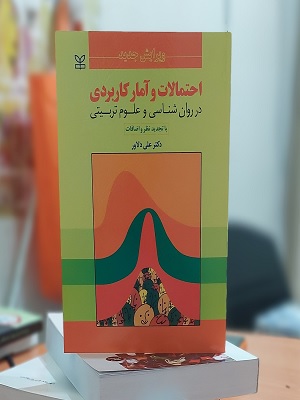 ویرایش جدید
احتمالات و آمار کاربردی
در روان شناسی و علوم تربیتی
با تجدید نظر و اضافات
دکتر علی دلاور